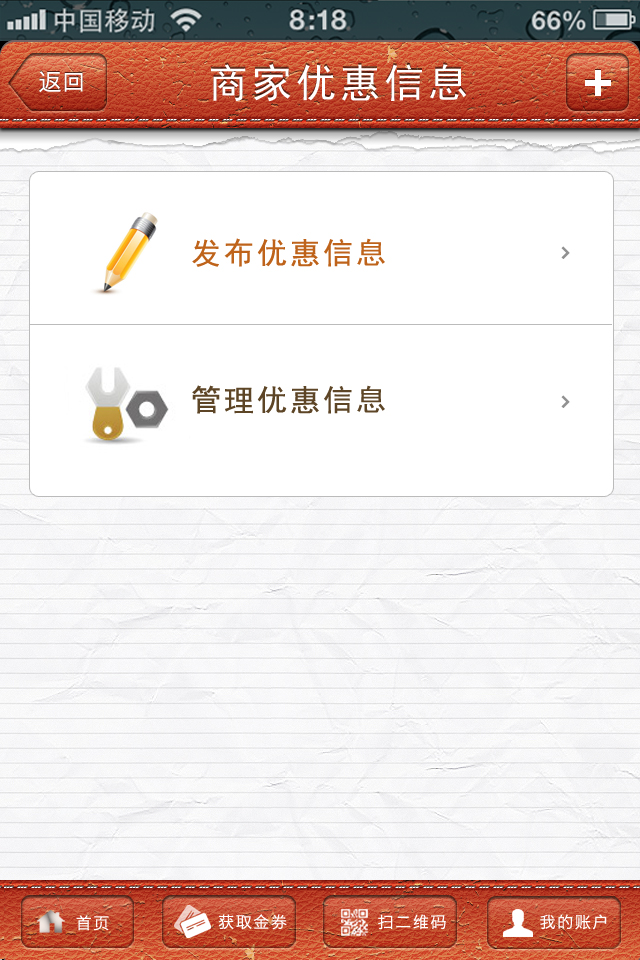 中国移动 8:18 66%
返回 商家优惠信息
发布优惠信息
管理优惠信息
首页 获取金券 扫二维码 我的账户